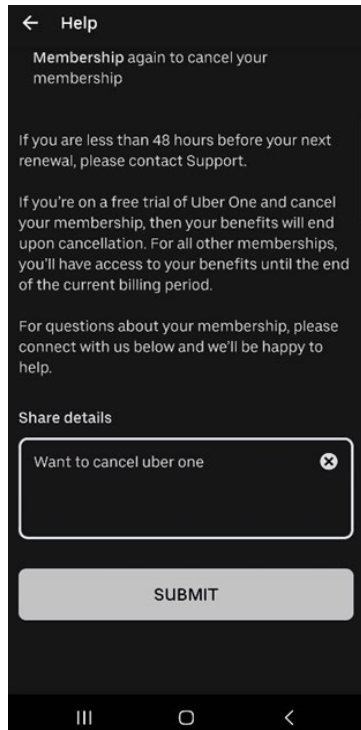 Help
Membership again to cancel your
membership
If you are less than 48 hours before your next
renewal, please contact Support.
If you're on a free trial of Uber One and cancel
your membership, then your benefits will end
upon cancellation. For all other memberships,
you'll have access to your benefits until the end
of the current billing period.
For questions about your membership, please
connect with us below and we'll be happy to
help.
Share details
Want to cancel uber one
SUBMIT